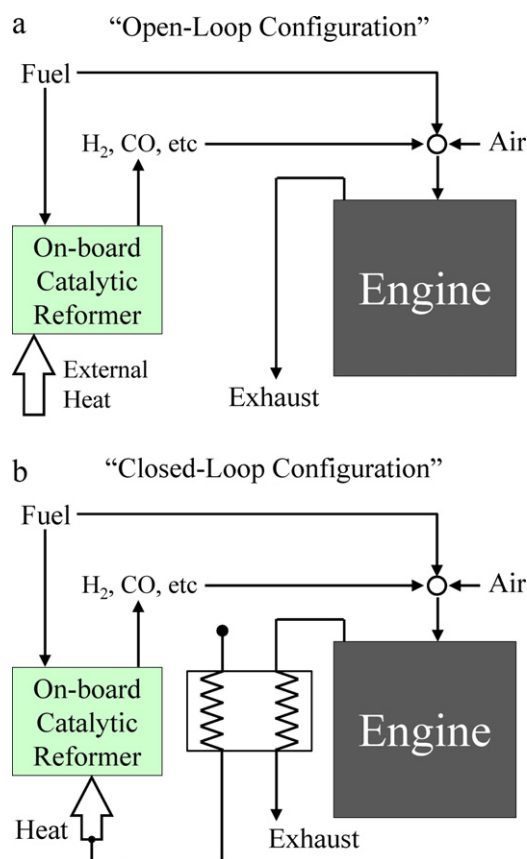 a
“Open-Loop Configuration”
Fuel
H₂, CO, etc
Air
On-board
Catalytic
Reformer
Engine
External
Heat
Exhaust
b
“Closed-Loop Configuration”
Fuel
H₂, CO, etc
Air
On-board
Catalytic
Reformer
Engine
Heat
Exhaust